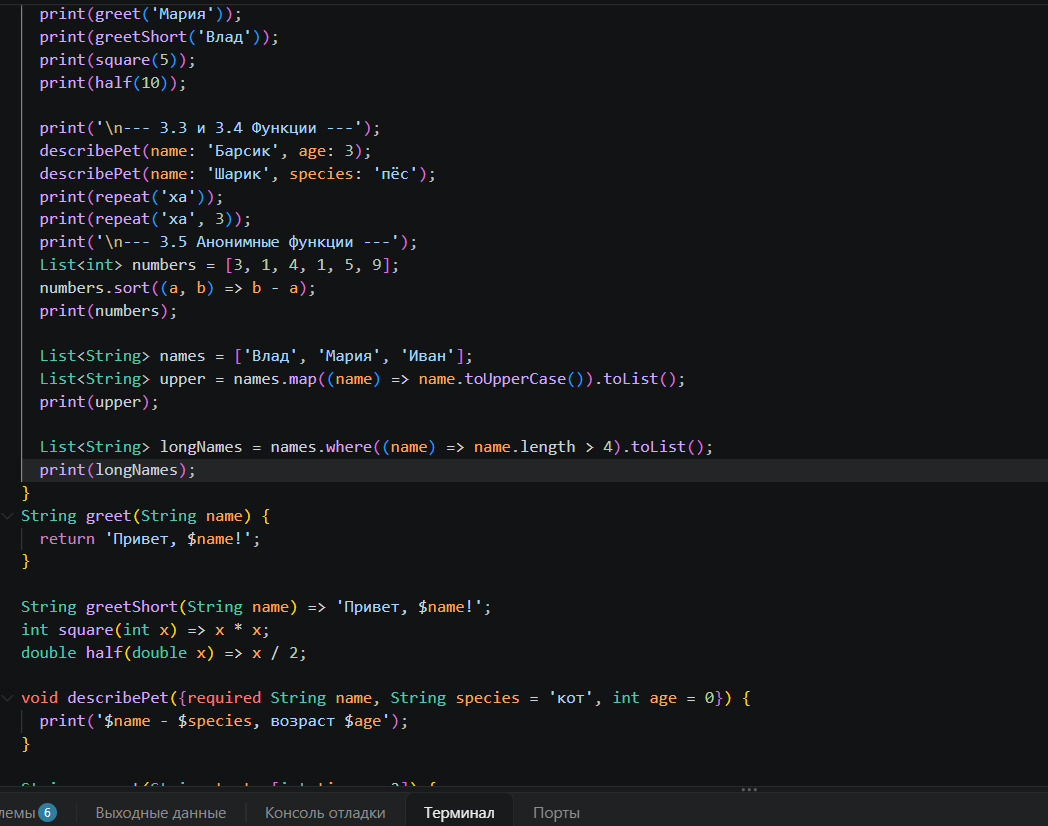 print(greet('Мария'));
print(greetShort('Влад'));
print(square(5));
print(half(10));
print('\n--- 3.3 и 3.4 Функции ---');
describePet(name: 'Барсик', age: 3);
describePet(name: 'Шарик', species: 'пёс');
print(repeat('ха'));
print(repeat('ха', 3));
print('\n--- 3.5 Анонимные функции ---');
List<int> numbers = [3, 1, 4, 1, 5, 9];
numbers.sort((a, b) => b - a);
print(numbers);
List<String> names = ['Влад', 'Мария', 'Иван'];
List<String> upper = names.map((name) => name.toUpperCase()).toList();
print(upper);
List<String> longNames = names.where((name) => name.length > 4).toList();
print(longNames);
}
String greet(String name) {
return 'Привет, $name!';
}
String greetShort(String name) => 'Привет, $name!';
int square(int x) => x * x;
double half(double x) => x / 2;
void describePet({required String name, String species = 'кот', int age = 0}) {
print('$name - $species, возраст $age');
}
лемы 6 Выходные данные Консоль отладки Терминал Порты